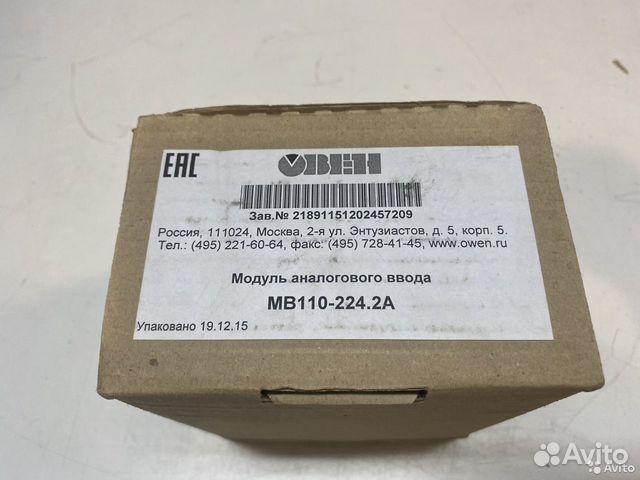 EAC
ОВЕН
Зав.№ 21891151202457209
Россия, 111024, Москва, 2-я ул. Энтузиастов, д. 5, корп. 5.
Тел.: (495) 221-60-64, факс: (495) 728-41-45, www.owen.ru
Модуль аналогового ввода
МВ110-224.2А
Упаковано 19.12.15
Avito
Avito